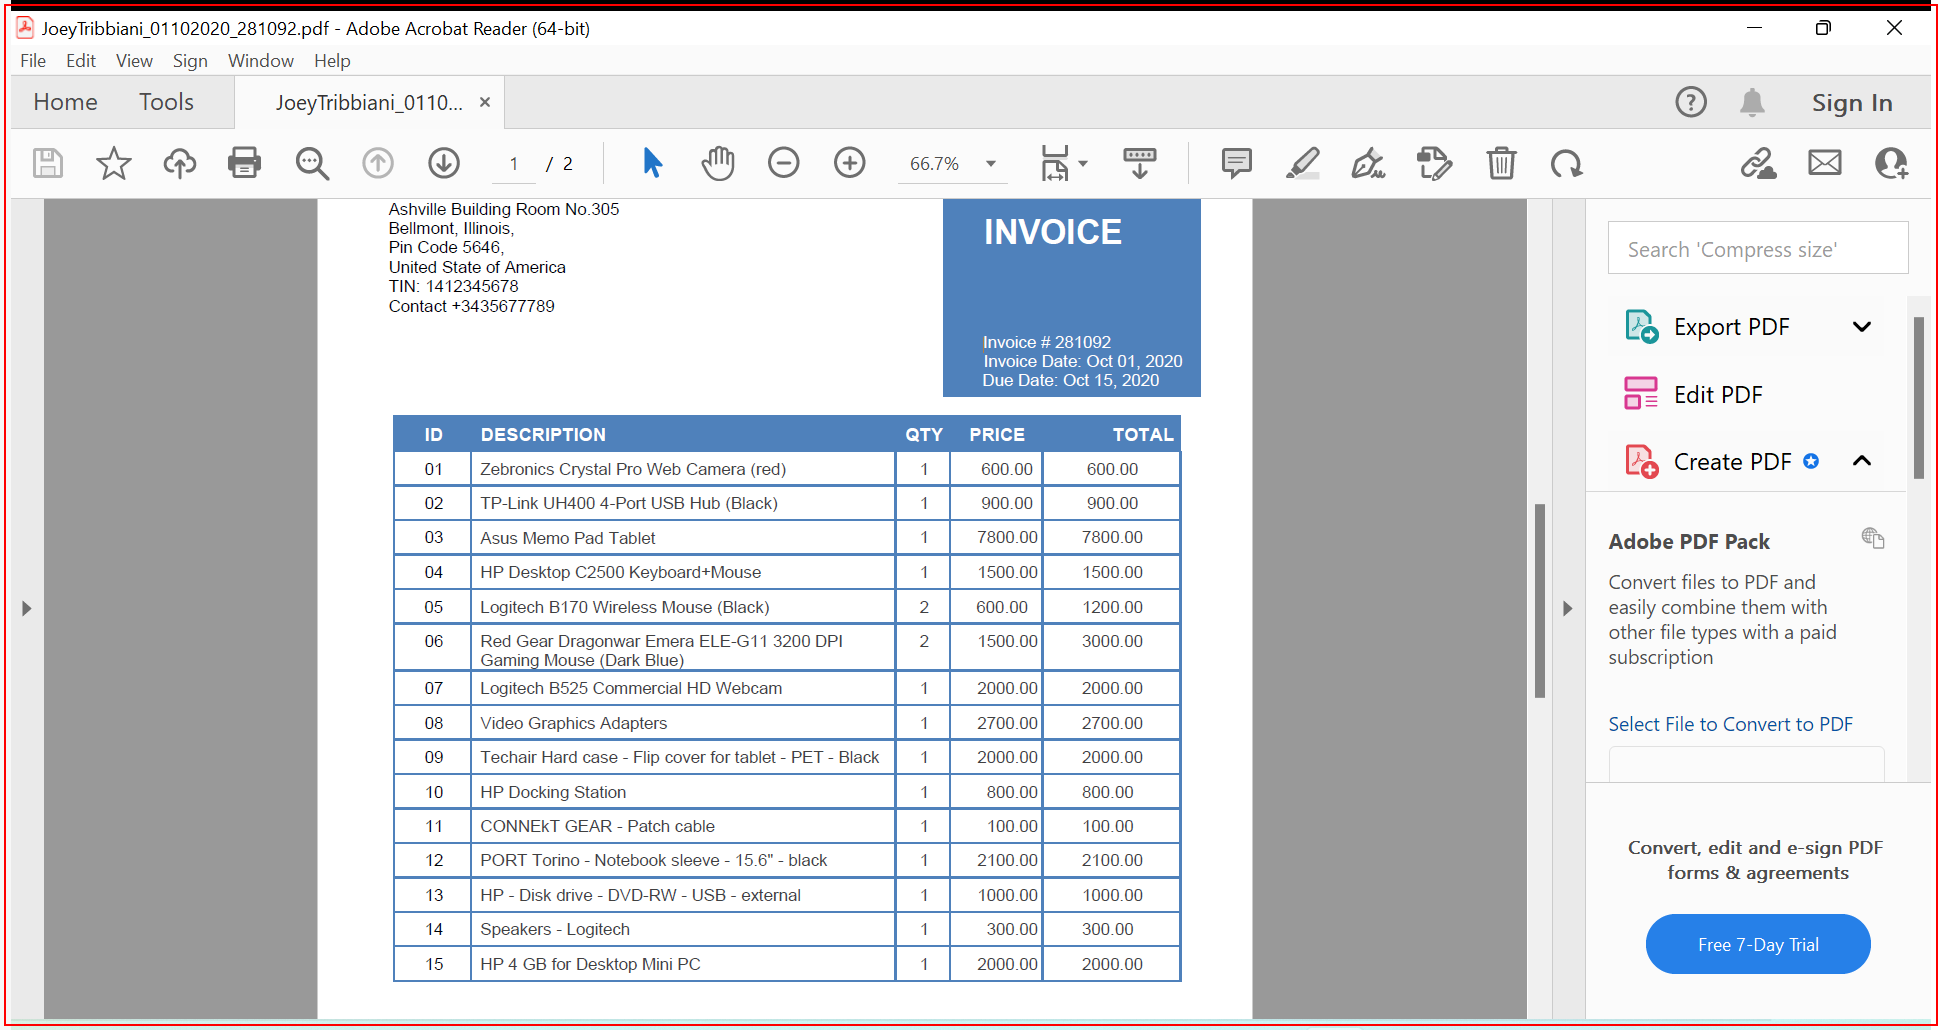 JoeyTribbiani_01102020_281092.pdf - Adobe Acrobat Reader (64-bit)
File Edit View Sign Window Help
Home Tools JoeyTribbiani_0110... × ? Sign In
1 / 2 66.7%
Ashville Building Room No.305
Bellmont, Illinois,
Pin Code 5646,
United State of America
TIN: 1412345678
Contact +3435677789
INVOICE
Invoice # 281092
Invoice Date: Oct 01, 2020
Due Date: Oct 15, 2020
ID DESCRIPTION QTY PRICE TOTAL
01 Zebronics Crystal Pro Web Camera (red) 1 600.00 600.00
02 TP-Link UH400 4-Port USB Hub (Black) 1 900.00 900.00
03 Asus Memo Pad Tablet 1 7800.00 7800.00
04 HP Desktop C2500 Keyboard+Mouse 1 1500.00 1500.00
05 Logitech B170 Wireless Mouse (Black) 2 600.00 1200.00
06 Red Gear Dragonwar Emera ELE-G11 3200 DPI 2 1500.00 3000.00
Gaming Mouse (Dark Blue)
07 Logitech B525 Commercial HD Webcam 1 2000.00 2000.00
08 Video Graphics Adapters 1 2700.00 2700.00
09 Techair Hard case - Flip cover for tablet - PET - Black 1 2000.00 2000.00
10 HP Docking Station 1 800.00 800.00
11 CONNEkT GEAR - Patch cable 1 100.00 100.00
12 PORT Torino - Notebook sleeve - 15.6" - black 1 2100.00 2100.00
13 HP - Disk drive - DVD-RW - USB - external 1 1000.00 1000.00
14 Speakers - Logitech 1 300.00 300.00
15 HP 4 GB for Desktop Mini PC 1 2000.00 2000.00
Search 'Compress size'
Export PDF
Edit PDF
Create PDF
Adobe PDF Pack
Convert files to PDF and
easily combine them with
other file types with a paid
subscription
Select File to Convert to PDF
Convert, edit and e-sign PDF
forms & agreements
Free 7-Day Trial